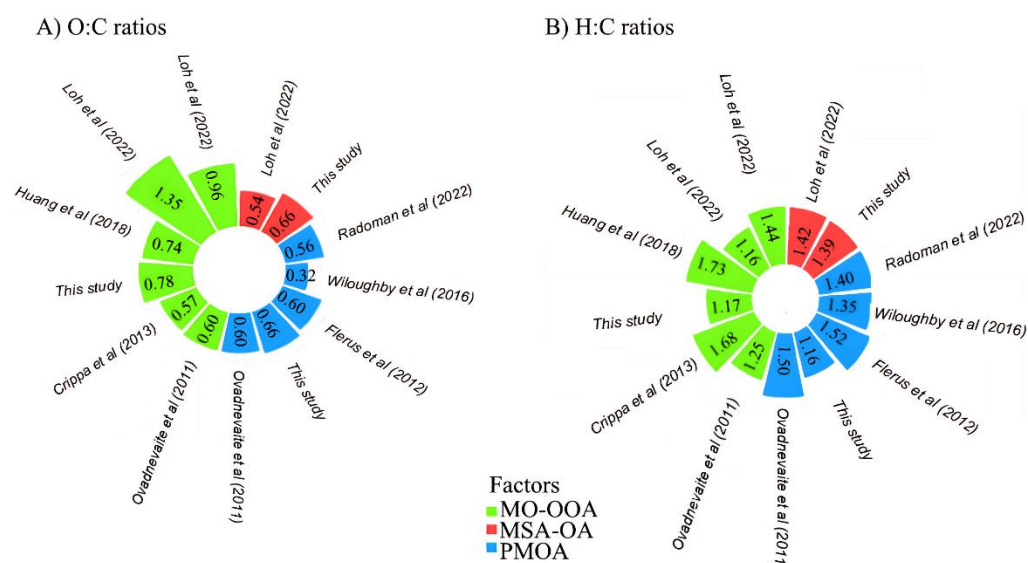 A) O:C ratios
Loh et al (2022)
Loh et al (2022)
This study
Radoman et al (2022)
Wiloughby et al (2016)
Flerus et al (2012)
This study
Ovadnevaite et al (2011)
Ovadnevaite et al (2011)
Crippa et al (2013)
This study
Huang et al (2018)
Loh et al (2022)
0.96
0.54
0.66
0.56
0.32
0.60
0.66
0.60
0.60
0.57
0.78
0.74
1.35
B) H:C ratios
Loh et al (2022)
Loh et al (2022)
This study
Radoman et al (2022)
Wiloughby et al (2016)
Flerus et al (2012)
This study
Ovadnevaite et al (2011
Ovadnevaite et al (2011)
Crippa et al (2013)
This study
Huang et al (2018)
Loh et al (2022)
1.44
1.42
1.39
1.40
1.35
1.52
1.16
1.50
1.25
1.68
1.17
1.73
1.16
Factors
MO-OOA
MSA-OA
PMOA